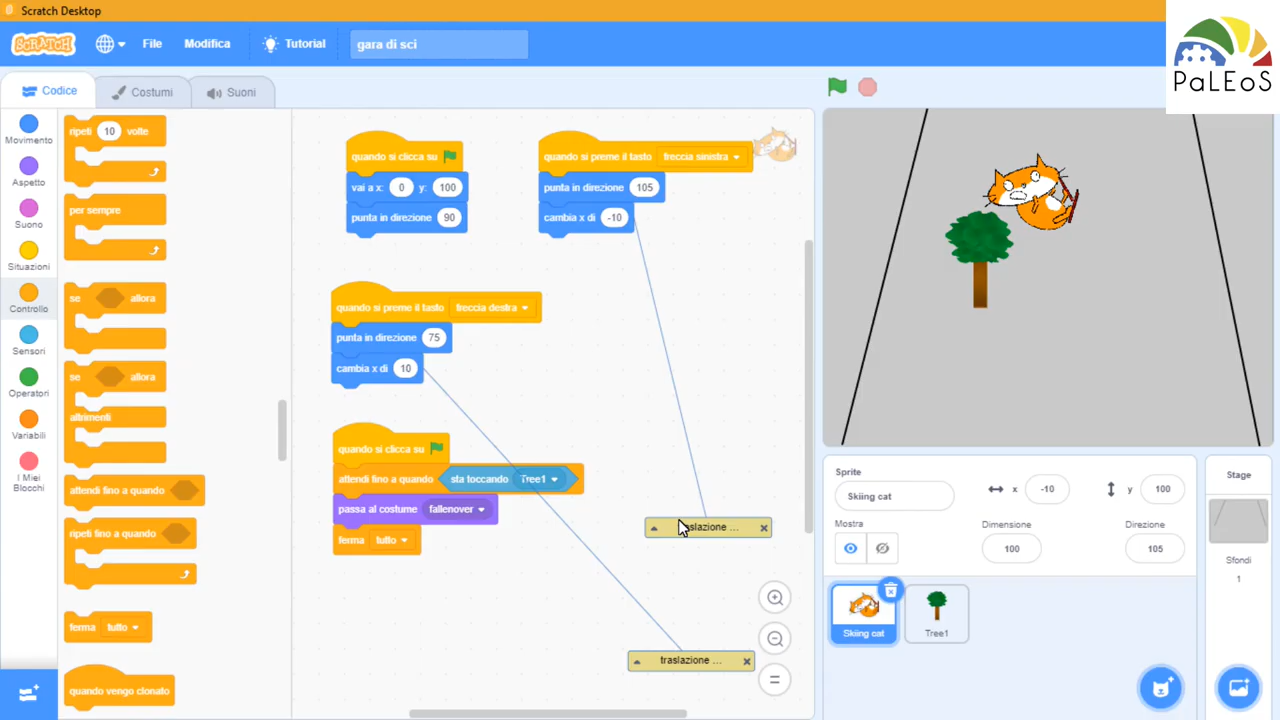 Scratch Desktop
SCRATCH
File
Modifica
Tutorial
gara di sci
PaLEoS
Codice
Costumi
Suoni
Movimento
Aspetto
Suono
Situazioni
Controllo
Sensori
Operatori
Variabili
I Miei
Blocchi
ripeti 10 volte
per sempre
se allora
se allora
altrimenti
attendi fino a quando
ripeti fino a quando
ferma tutto
quando vengo clonato
quando si clicca su
vai a x: 0 y: 100
punta in direzione 90
quando si preme il tasto freccia sinistra
punta in direzione 105
cambia x di -10
quando si preme il tasto freccia destra
punta in direzione 75
cambia x di 10
quando si clicca su
attendi fino a quando sta toccando Tree1
passa al costume fallenover
ferma tutto
traslazione ...
Sprite
Skiing cat
x -10
y 100
Mostra
Dimensione
100
Direzione
105
Skiing cat
Tree1
Stage
Sfondi
1